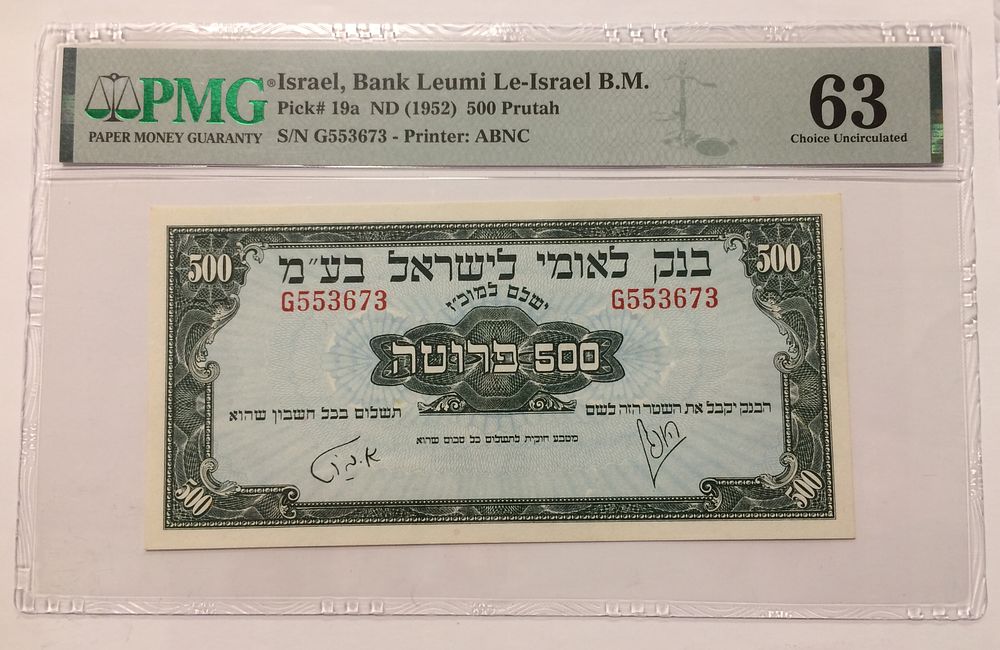 PMG® Israel, Bank Leumi Le-Israel B.M.
Pick# 19a ND (1952) 500 Prutah
PAPER MONEY GUARANTY S/N G553673 - Printer: ABNC
63
Choice Uncirculated
500 בנק לאומי לישראל בע״מ 500
G553673 ישלם למוכ״ז G553673
500 פרוטה
הבנק יקבל את השטר הזה לשם תשלום בכל חשבון שהוא
מטבע חוקית לתשלום כל סכום שהוא
500 500